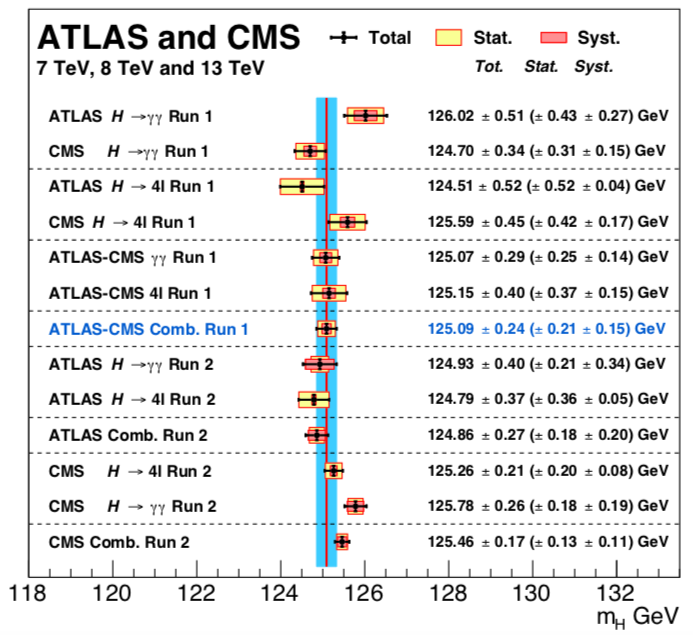 ATLAS and CMS Total Stat. Syst.
7 TeV, 8 TeV and 13 TeV Tot. Stat. Syst.
ATLAS H →γγ Run 1 126.02 ± 0.51 (± 0.43 ± 0.27) GeV
CMS H →γγ Run 1 124.70 ± 0.34 (± 0.31 ± 0.15) GeV
ATLAS H → 4l Run 1 124.51 ± 0.52 (± 0.52 ± 0.04) GeV
CMS H → 4l Run 1 125.59 ± 0.45 (± 0.42 ± 0.17) GeV
ATLAS-CMS γγ Run 1 125.07 ± 0.29 (± 0.25 ± 0.14) GeV
ATLAS-CMS 4l Run 1 125.15 ± 0.40 (± 0.37 ± 0.15) GeV
ATLAS-CMS Comb. Run 1 125.09 ± 0.24 (± 0.21 ± 0.15) GeV
ATLAS H →γγ Run 2 124.93 ± 0.40 (± 0.21 ± 0.34) GeV
ATLAS H → 4l Run 2 124.79 ± 0.37 (± 0.36 ± 0.05) GeV
ATLAS Comb. Run 2 124.86 ± 0.27 (± 0.18 ± 0.20) GeV
CMS H → 4l Run 2 125.26 ± 0.21 (± 0.20 ± 0.08) GeV
CMS H → γγ Run 2 125.78 ± 0.26 (± 0.18 ± 0.19) GeV
CMS Comb. Run 2 125.46 ± 0.17 (± 0.13 ± 0.11) GeV
118 120 122 124 126 128 130 132
m_H GeV